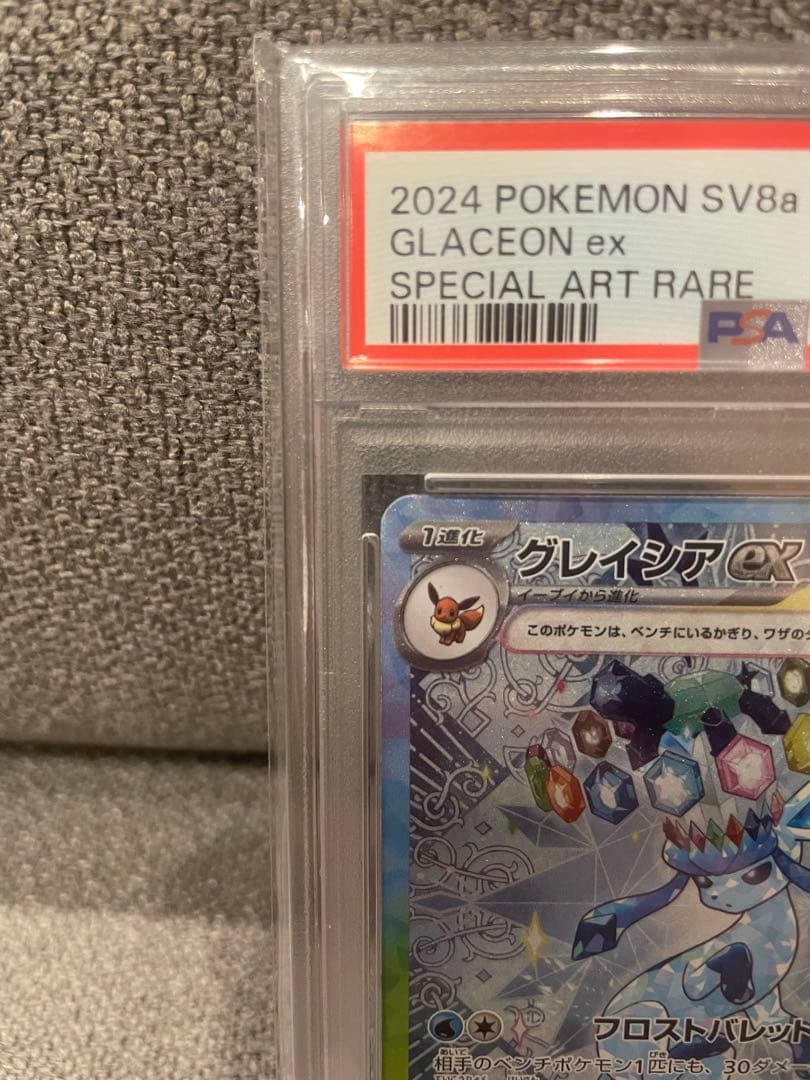 2024 POKEMON SV8a
GLACEON ex
SPECIAL ART RARE
PSA
1進化
グレイシアex
イーブイから進化
このポケモンは、ベンチにいるかぎり、ワザの
フロストバレット
相手のベンチポケモン1匹にも、30ダメー